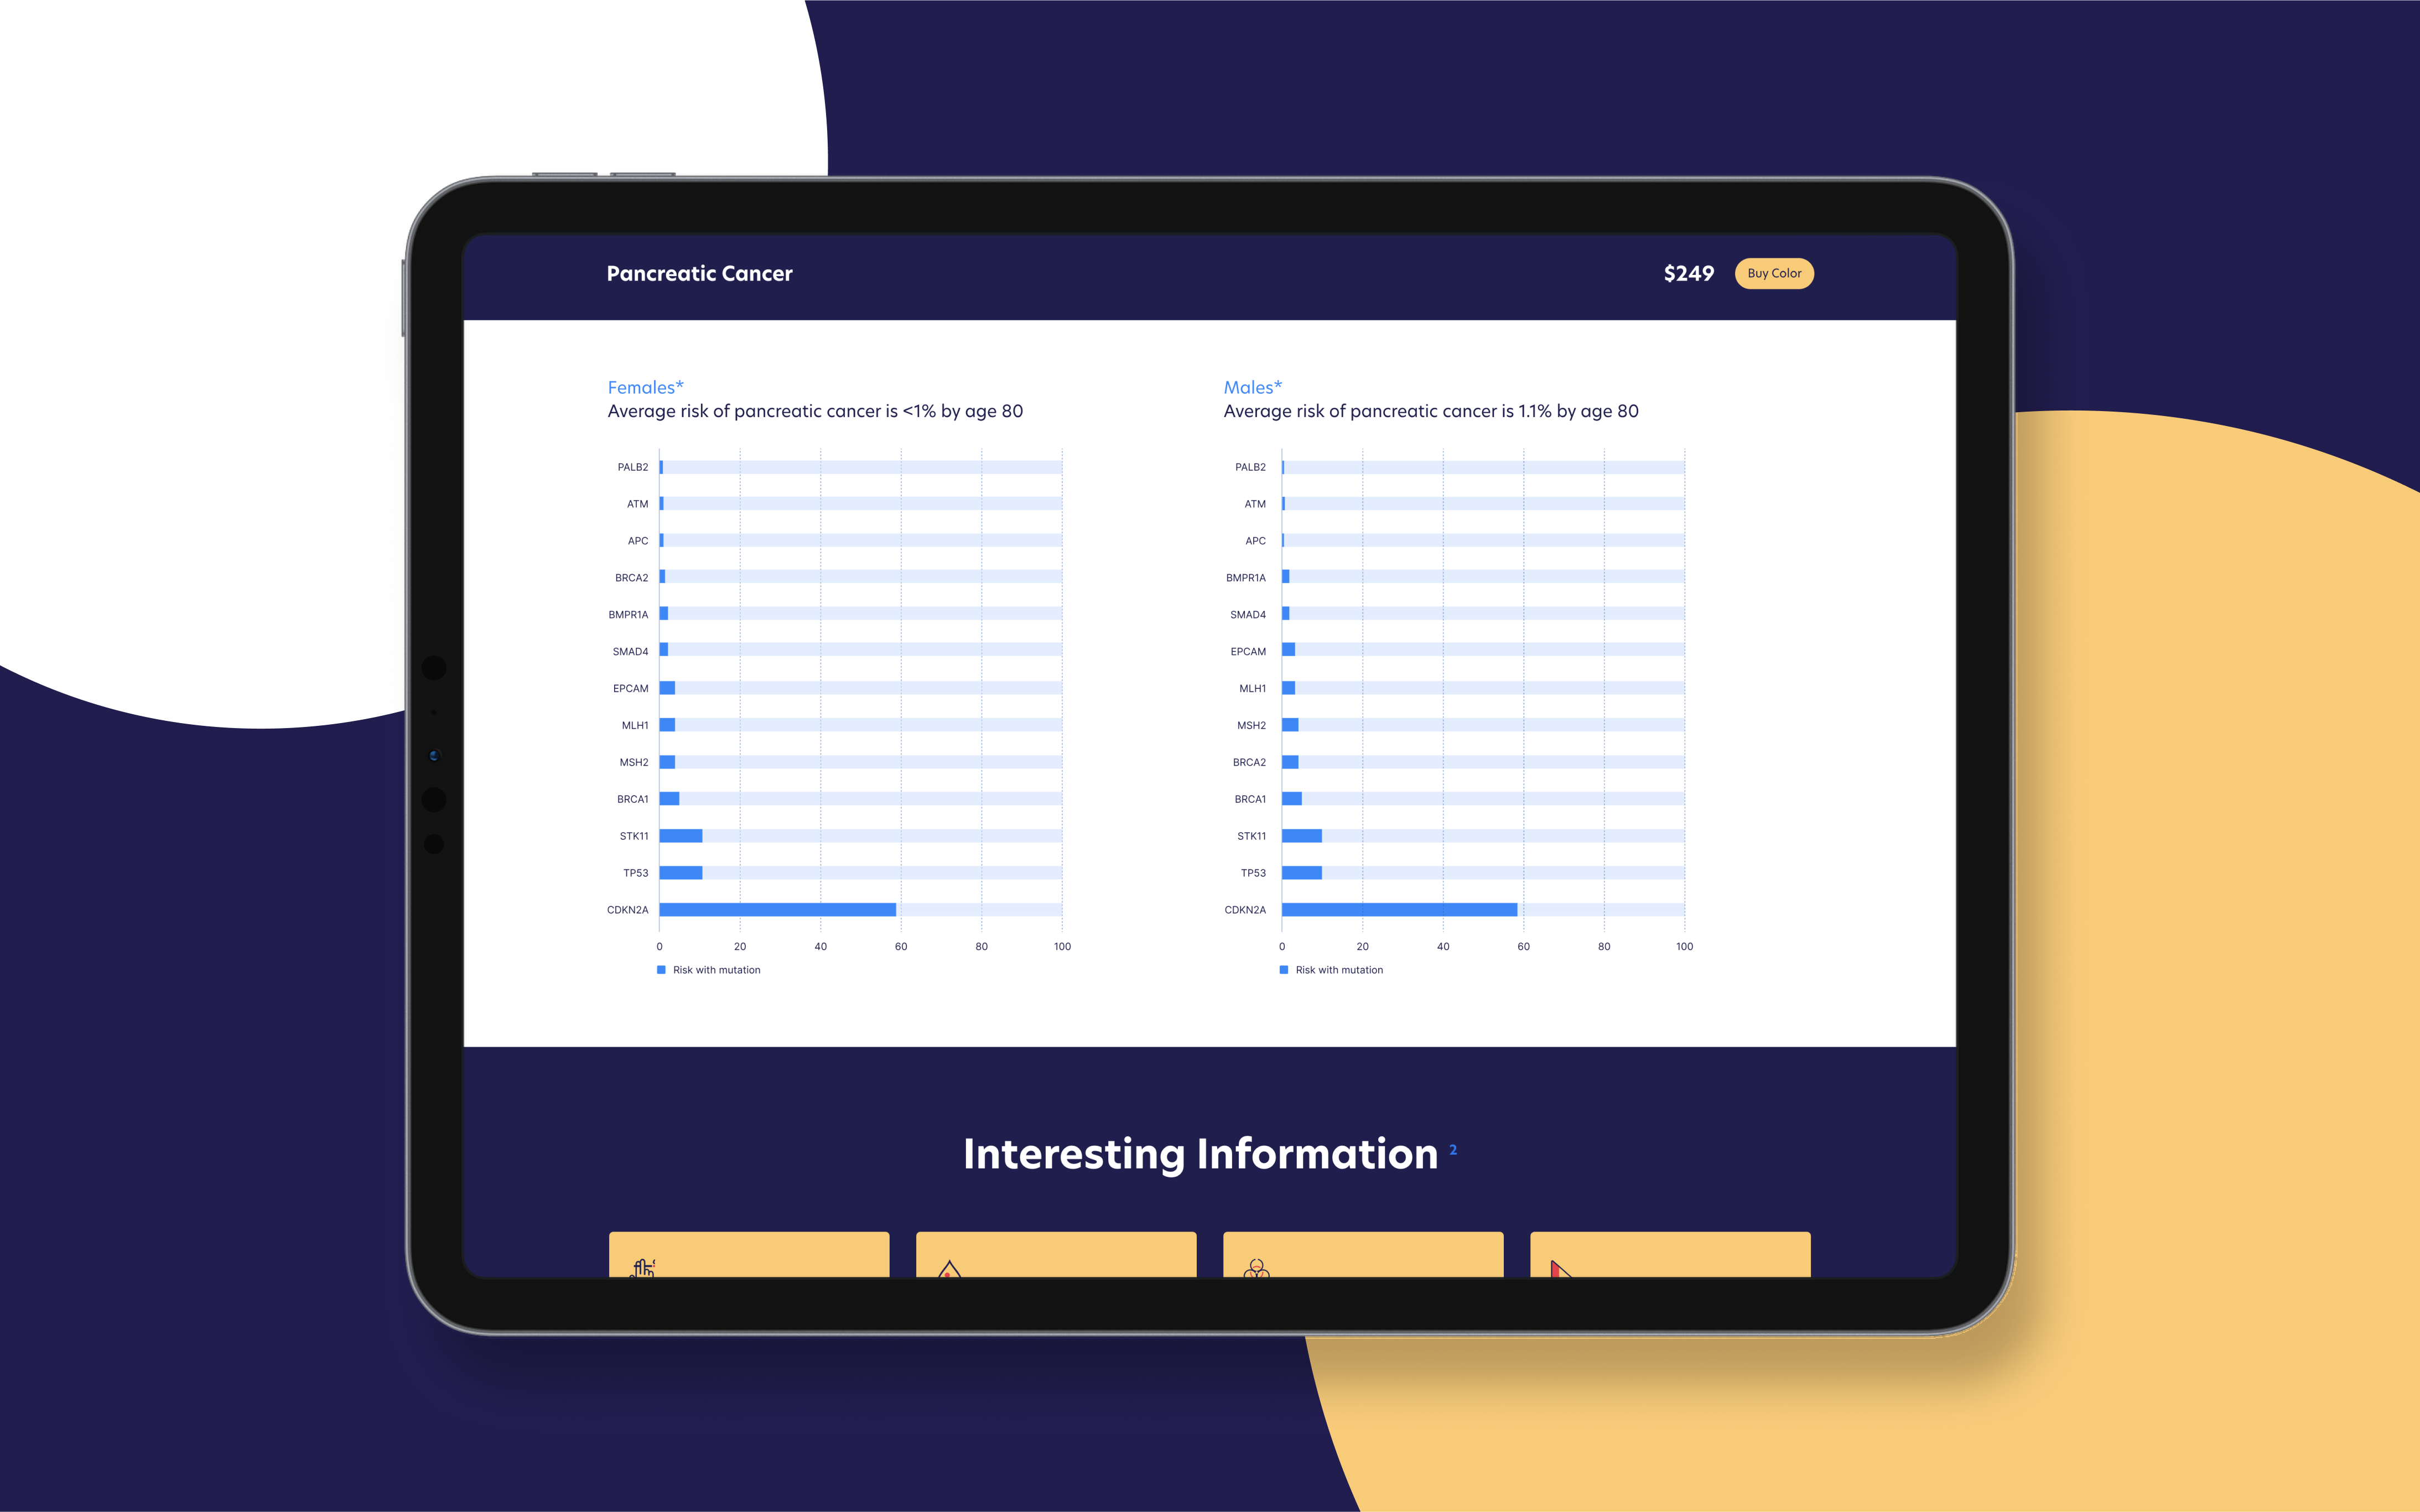 Pancreatic Cancer
$249
Buy Color
Females*
Average risk of pancreatic cancer is <1% by age 80
PALB2
ATM
APC
BRCA2
BMPR1A
SMAD4
EPCAM
MLH1
MSH2
BRCA1
STK11
TP53
CDKN2A
0 20 40 60 80 100
Risk with mutation
Males*
Average risk of pancreatic cancer is 1.1% by age 80
PALB2
ATM
APC
BMPR1A
SMAD4
EPCAM
MLH1
MSH2
BRCA2
BRCA1
STK11
TP53
CDKN2A
0 20 40 60 80 100
Risk with mutation
Interesting Information 2